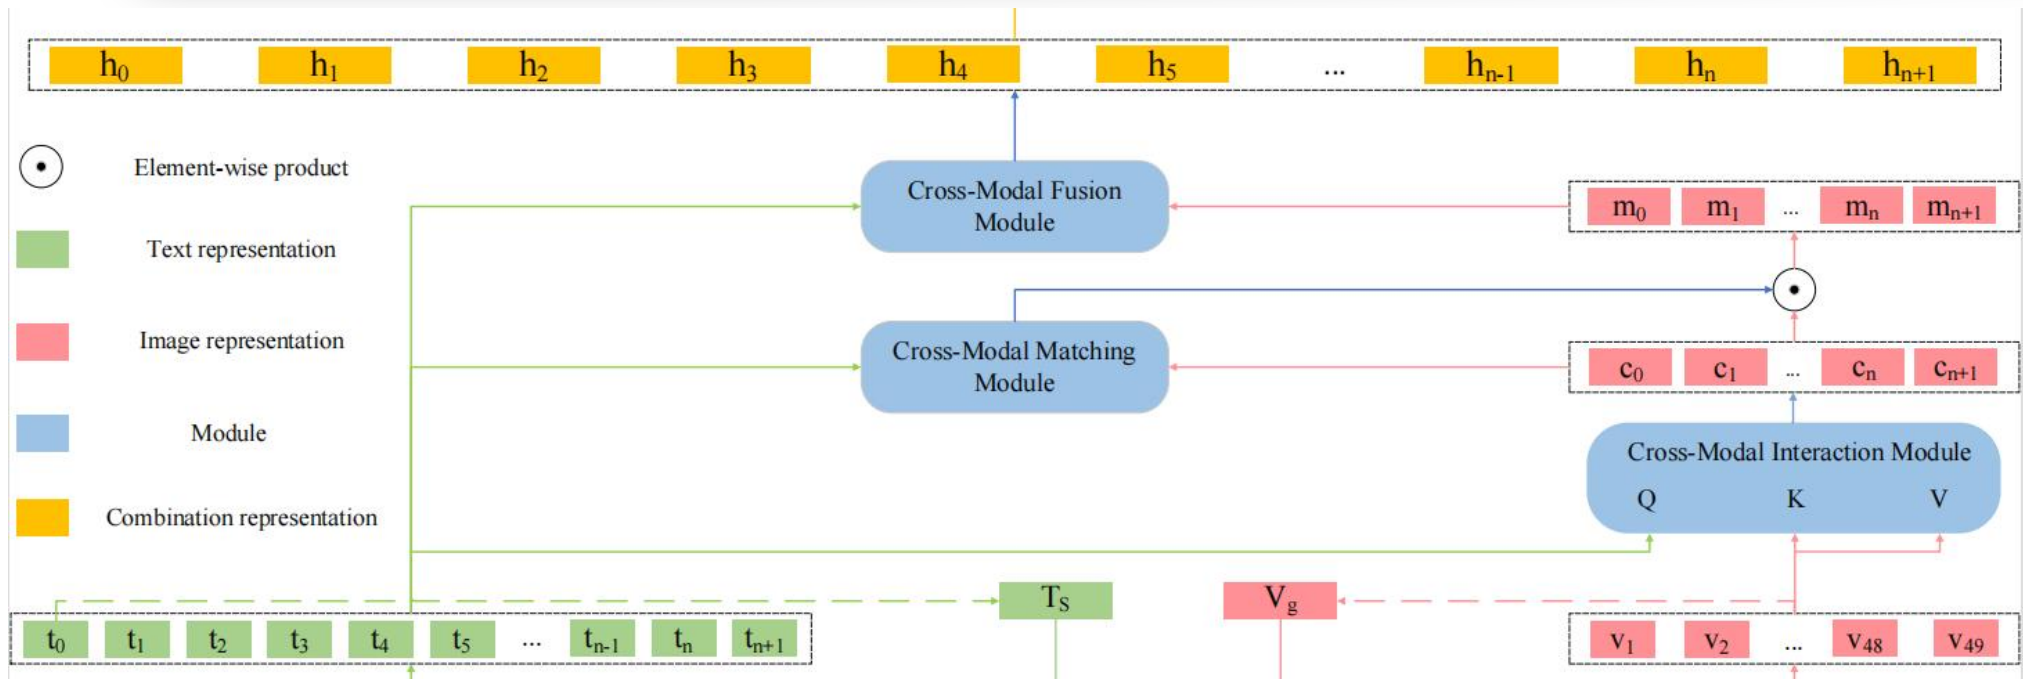 h₀ h₁ h₂ h₃ h₄ h₅ ... hₙ₋₁ hₙ hₙ₊₁
Element-wise product
Cross-Modal Fusion
Module
m₀ m₁ ... mₙ mₙ₊₁
Text representation
Image representation
Cross-Modal Matching
Module
c₀ c₁ ... cₙ cₙ₊₁
Module
Cross-Modal Interaction Module
Q K V
Combination representation
T_S V_g
t₀ t₁ t₂ t₃ t₄ t₅ ... tₙ₋₁ tₙ tₙ₊₁
v₁ v₂ ... v₄₈ v₄₉